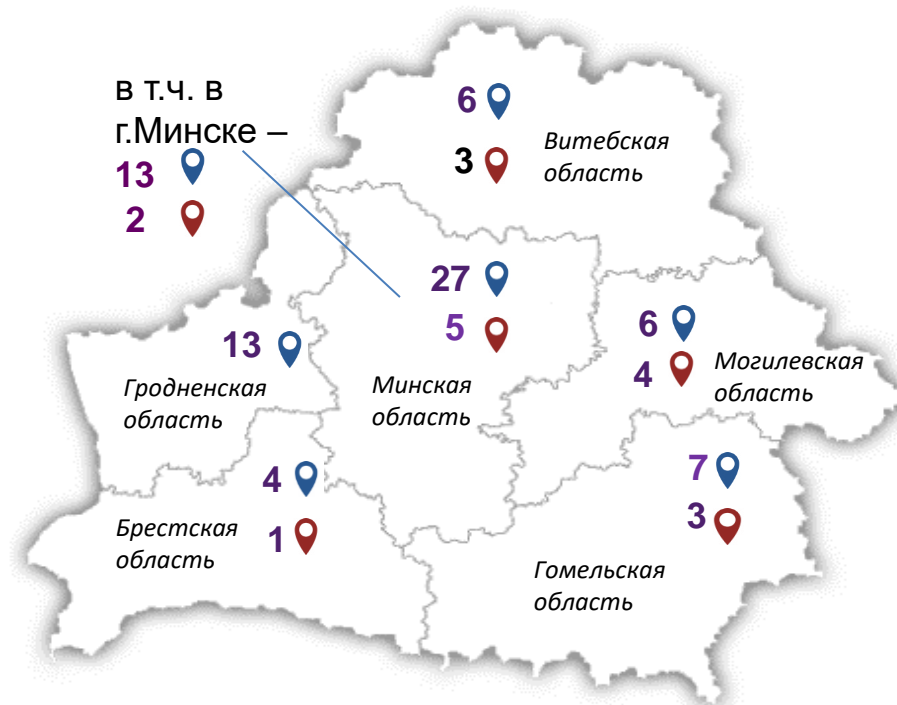 в т.ч. в
г.Минске –
13
2
6
3
Витебская
область
27
5
Минская
область
6
4
Могилевская
область
13
Гродненская
область
4
1
Брестская
область
7
3
Гомельская
область